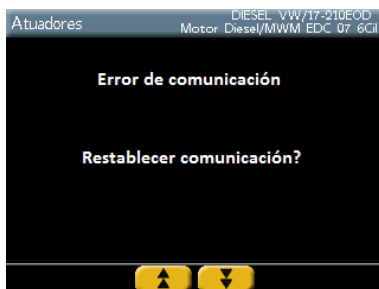 Atuadores
DIESEL VW/17-210EOD
Motor Diesel/MWM EDC 07 6Cil
Error de comunicación
Restablecer comunicación?